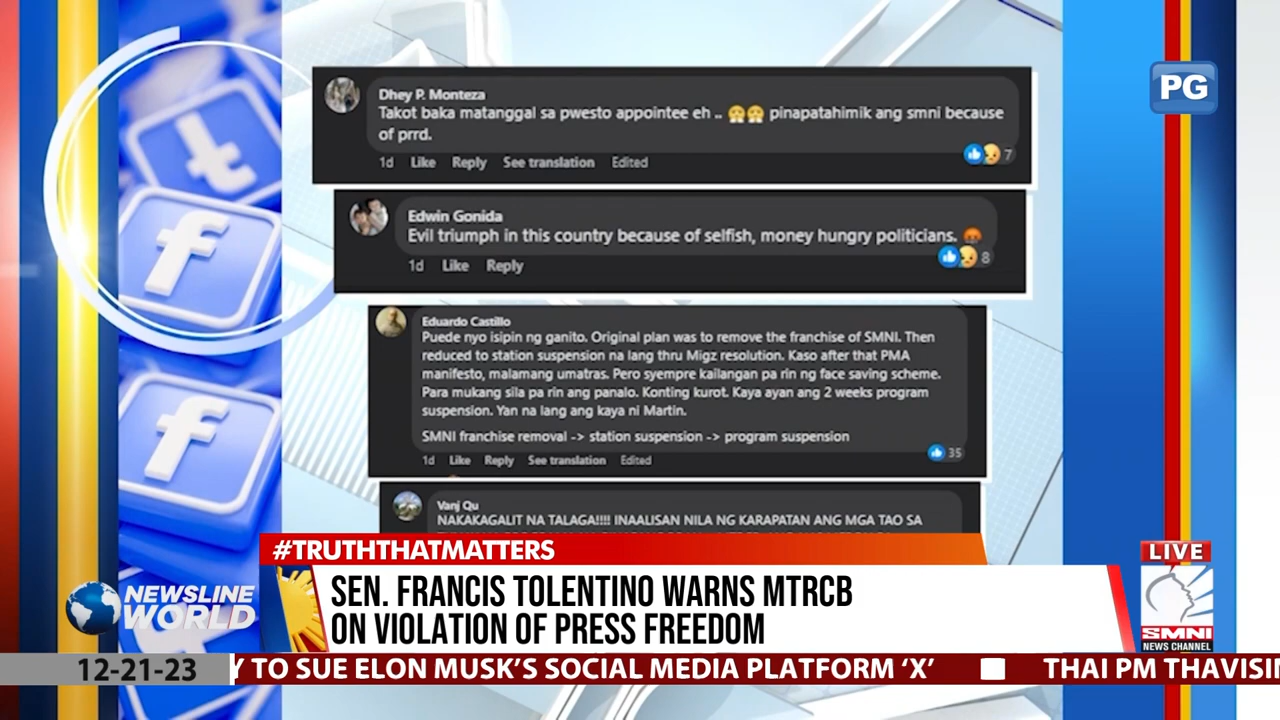 PG
Dhey P. Monteza
Takot baka matanggal sa pwesto appointee eh .. 😤😤 pinapatahimik ang smni because
of prrd.
1d Like Reply See translation Edited
7
Edwin Gonida
Evil triumph in this country because of selfish, money hungry politicians. 🤬
8
1d Like Reply
Eduardo Castillo
Puede nyo isipin ng ganito. Original plan was to remove the franchise of SMNI. Then
reduced to station suspension na lang thru Migz resolution. Kaso after that PMA
manifesto, malamang umatras. Pero syempre kailangan pa rin ng face saving scheme.
Para mukang sila pa rin ang panalo. Konting kurot. Kaya ayan ang 2 weeks program
suspension. Yan na lang ang kaya ni Martin.
SMNI franchise removal -> station suspension -> program suspension
1d Like Reply See translation Edited
35
Vanj Qu
NAKAKAGALIT NA TALAGA!!!! INAALISAN NILA NG KARAPATAN ANG MGA TAO SA
#TRUTHTHATMATTERS
SEN. FRANCIS TOLENTINO WARNS MTRCB
ON VIOLATION OF PRESS FREEDOM
NEWSLINE
WORLD
LIVE
SMNI
NEWS CHANNEL
12-21-23
Y TO SUE ELON MUSK'S SOCIAL MEDIA PLATFORM 'X' ■ THAI PM THAVISI